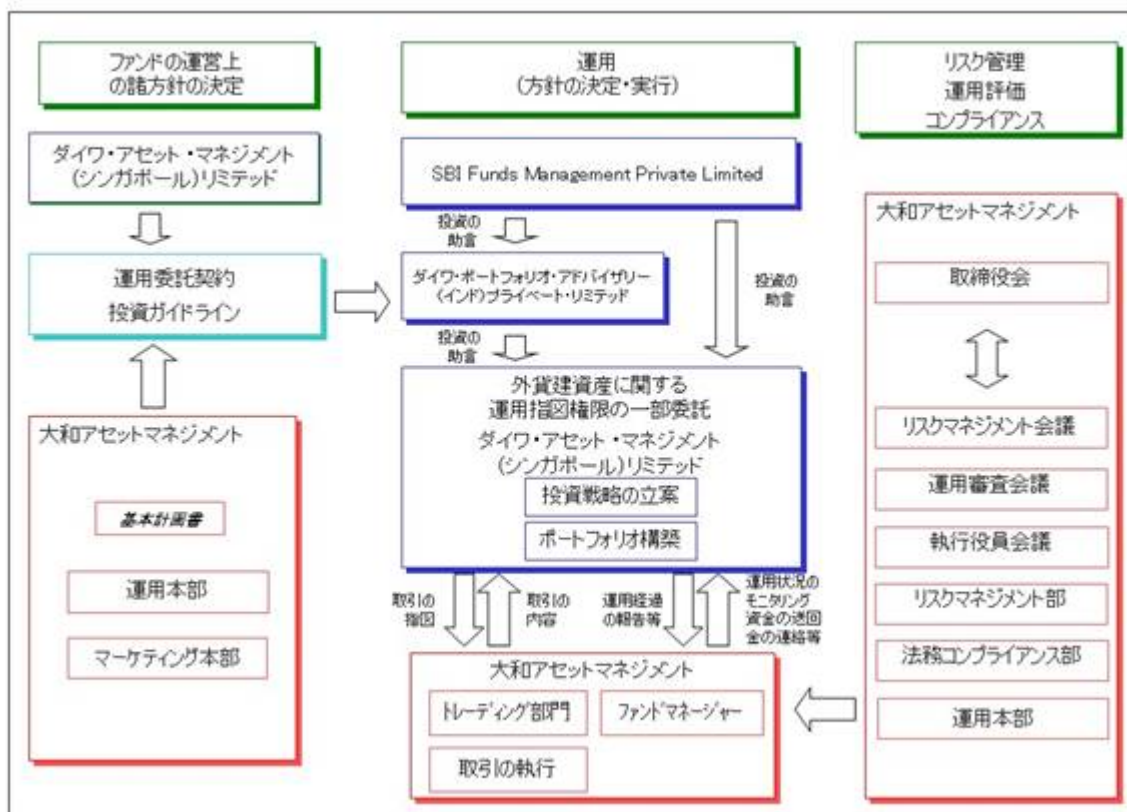 ファンドの運営上
の諸方針の決定
ダイワ・アセット・マネジメント
(シンガポール)リミテッド
運用委託契約
投資ガイドライン
大和アセットマネジメント
基本計画書
運用本部
マーケティング本部
運用
(方針の決定・実行)
SBI Funds Management Private Limited
投資の
助言
ダイワ・ポートフォリオ・アドバイザリー
(インド)プライベート・リミテッド
投資の
助言
投資の
助言
外貨建資産に関する
運用指図権限の一部委託
ダイワ・アセット・マネジメント
(シンガポール)リミテッド
投資戦略の立案
ポートフォリオ構築
取引の
指図
取引の
内容
運用経過
の報告等
運用状況の
モニタリング
資金の送回
金の連絡等
大和アセットマネジメント
トレーディング部門
ファンドマネージャー
取引の執行
リスク管理
運用評価
コンプライアンス
大和アセットマネジメント
取締役会
リスクマネジメント会議
運用審査会議
執行役員会議
リスクマネジメント部
法務コンプライアンス部
運用本部